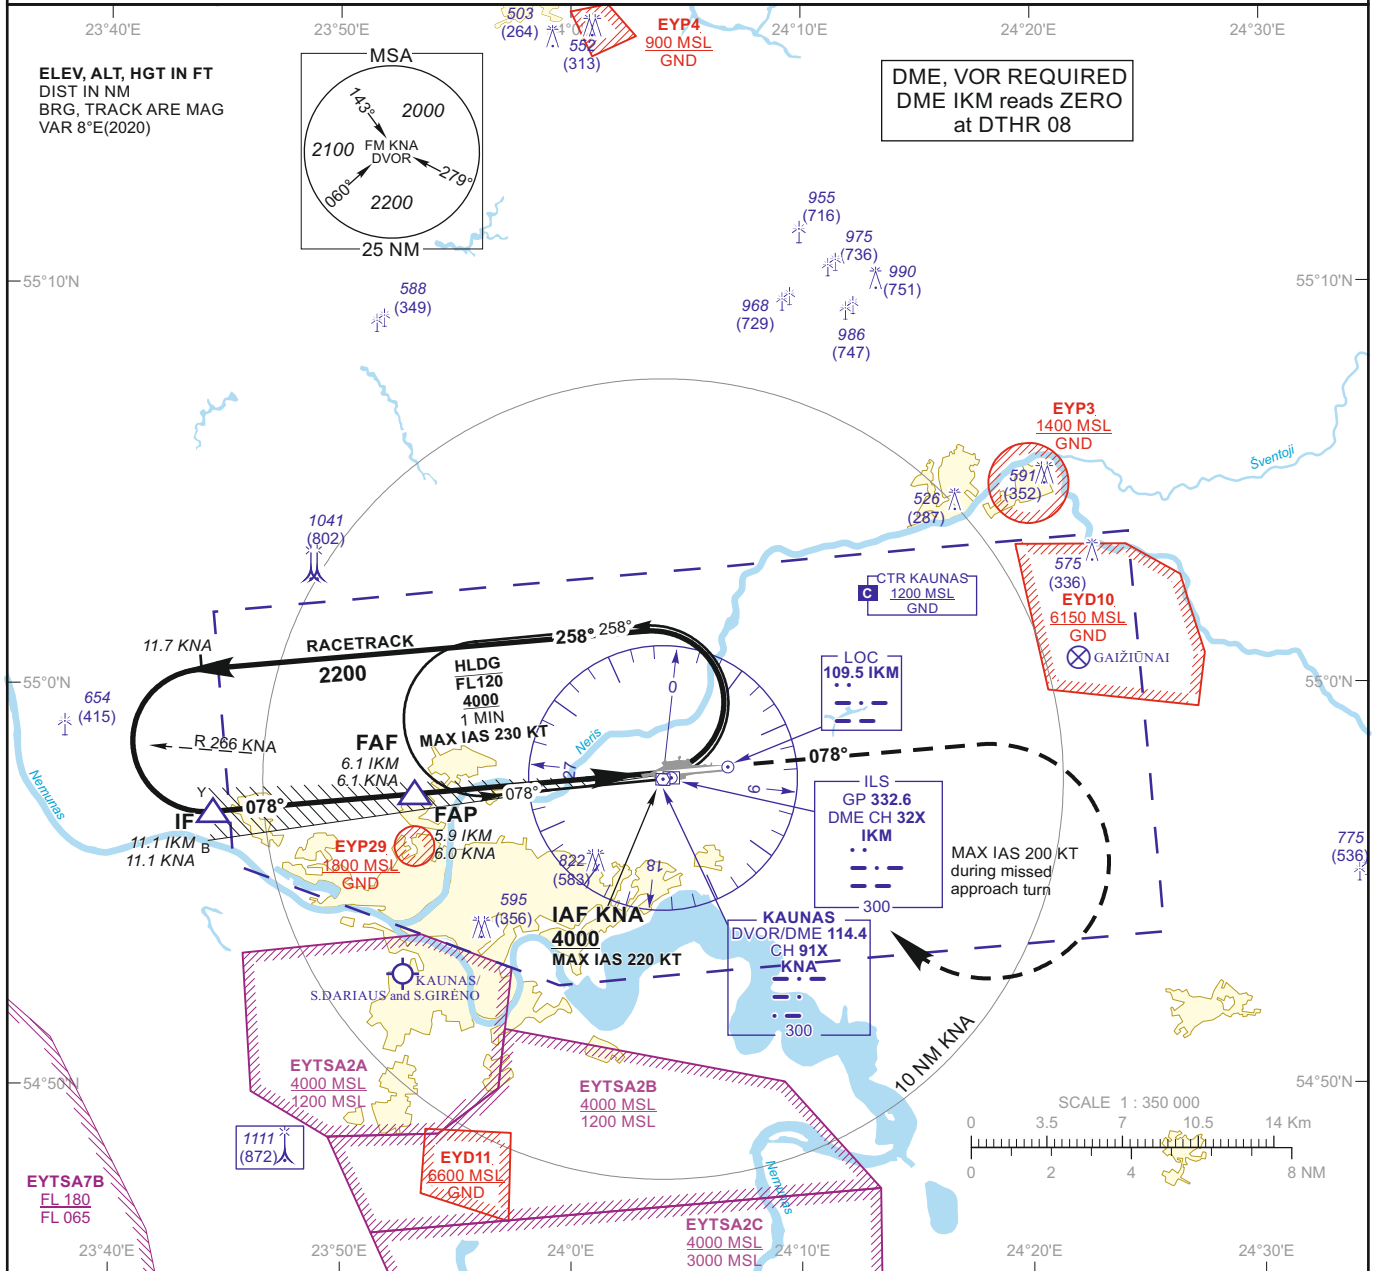 23°40'E
23°50'E
24°0'E
24°10'E
24°20'E
24°30'E
503
(264)
552
(313)
EYP4
900 MSL
GND
ELEV, ALT, HGT IN FT
DIST IN NM
BRG, TRACK ARE MAG
VAR 8°E(2020)
MSA
143°
2000
2100
FM KNA
DVOR
060°
279°
2200
25 NM
DME, VOR REQUIRED
DME IKM reads ZERO
at DTHR 08
955
(716)
975
(736)
990
(751)
968
(729)
986
(747)
55°10'N
55°10'N
588
(349)
EYP3
1400 MSL
GND
591
(352)
526
(287)
Šventoji
1041
(802)
575
(336)
CTR KAUNAS
C
1200 MSL
GND
EYD10
6150 MSL
GND
GAIŽIŪNAI
11.7 KNA
RACETRACK
2200
258°
258°
HLDG
FL120
4000
1 MIN
MAX IAS 230 KT
LOC
109.5 IKM
55°0'N
55°0'N
654
(415)
R 266 KNA
Neris
0
27
9
18
FAF
6.1 IKM
6.1 KNA
078°
Nemunas
Y
IF
11.1 IKM
11.1 KNA
B
078°
078°
FAP
5.9 IKM
6.0 KNA
ILS
GP 332.6
DME CH 32X
IKM
300
MAX IAS 200 KT
during missed
approach turn
775
(536)
EYP29
1800 MSL
GND
822
(583)
595
(356)
IAF KNA
4000
MAX IAS 220 KT
KAUNAS
DVOR/DME 114.4
CH 91X
KNA
300
KAUNAS/
S.DARIAUS and S.GIRĖNO
10 NM KNA
EYTSA2A
4000 MSL
1200 MSL
EYTSA2B
4000 MSL
1200 MSL
54°50'N
54°50'N
SCALE 1 : 350 000
0
3.5
7
10.5
14 Km
0
2
4
8 NM
1111
(872)
EYD11
6600 MSL
GND
EYTSA7B
FL 180
FL 065
Nemunas
EYTSA2C
4000 MSL
3000 MSL
23°40'E
23°50'E
24°0'E
24°10'E
24°20'E
24°30'E